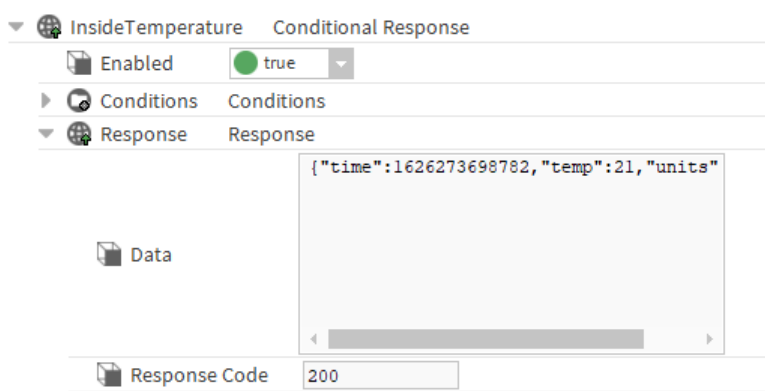 InsideTemperature Conditional Response
Enabled true
Conditions Conditions
Response Response
{"time":1626273698782,"temp":21,"units"
Data
Response Code 200